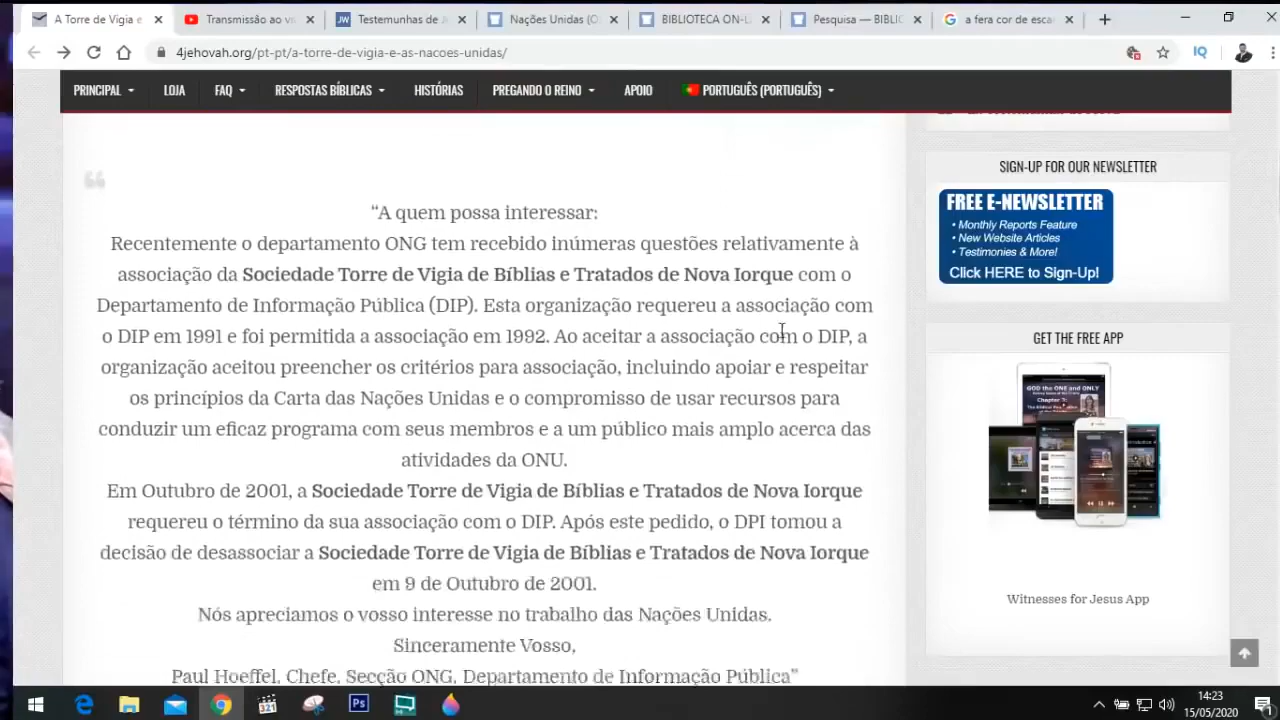 A Torre de Vigia e
Transmissão ao vi
Testemunhas de J
Nações Unidas (O
BIBLIOTECA ON-L
Pesquisa — BIBLIC
a fera cor de esca
4jehovah.org/pt-pt/a-torre-de-vigia-e-as-nacoes-unidas/
IQ
PRINCIPAL
LOJA
FAQ
RESPOSTAS BÍBLICAS
HISTÓRIAS
PREGANDO O REINO
APOIO
PORTUGUÊS (PORTUGUÊS)
“A quem possa interessar:
Recentemente o departamento ONG tem recebido inúmeras questões relativamente à
associação da Sociedade Torre de Vigia de Bíblias e Tratados de Nova Iorque com o
Departamento de Informação Pública (DIP). Esta organização requereu a associação com
o DIP em 1991 e foi permitida a associação em 1992. Ao aceitar a associação com o DIP, a
organização aceitou preencher os critérios para associação, incluindo apoiar e respeitar
os princípios da Carta das Nações Unidas e o compromisso de usar recursos para
conduzir um eficaz programa com seus membros e a um público mais amplo acerca das
atividades da ONU.
Em Outubro de 2001, a Sociedade Torre de Vigia de Bíblias e Tratados de Nova Iorque
requereu o término da sua associação com o DIP. Após este pedido, o DPI tomou a
decisão de desassociar a Sociedade Torre de Vigia de Bíblias e Tratados de Nova Iorque
em 9 de Outubro de 2001.
Nós apreciamos o vosso interesse no trabalho das Nações Unidas.
Sinceramente Vosso,
Paul Hoeffel, Chefe, Secção ONG, Departamento de Informação Pública”
SIGN-UP FOR OUR NEWSLETTER
FREE E-NEWSLETTER
• Monthly Reports Feature
• New Website Articles
• Testimonies & More!
Click HERE to Sign-Up!
GET THE FREE APP
GOD the ONE and ONLY
Witnesses for Jesus App
14:23
15/05/2020